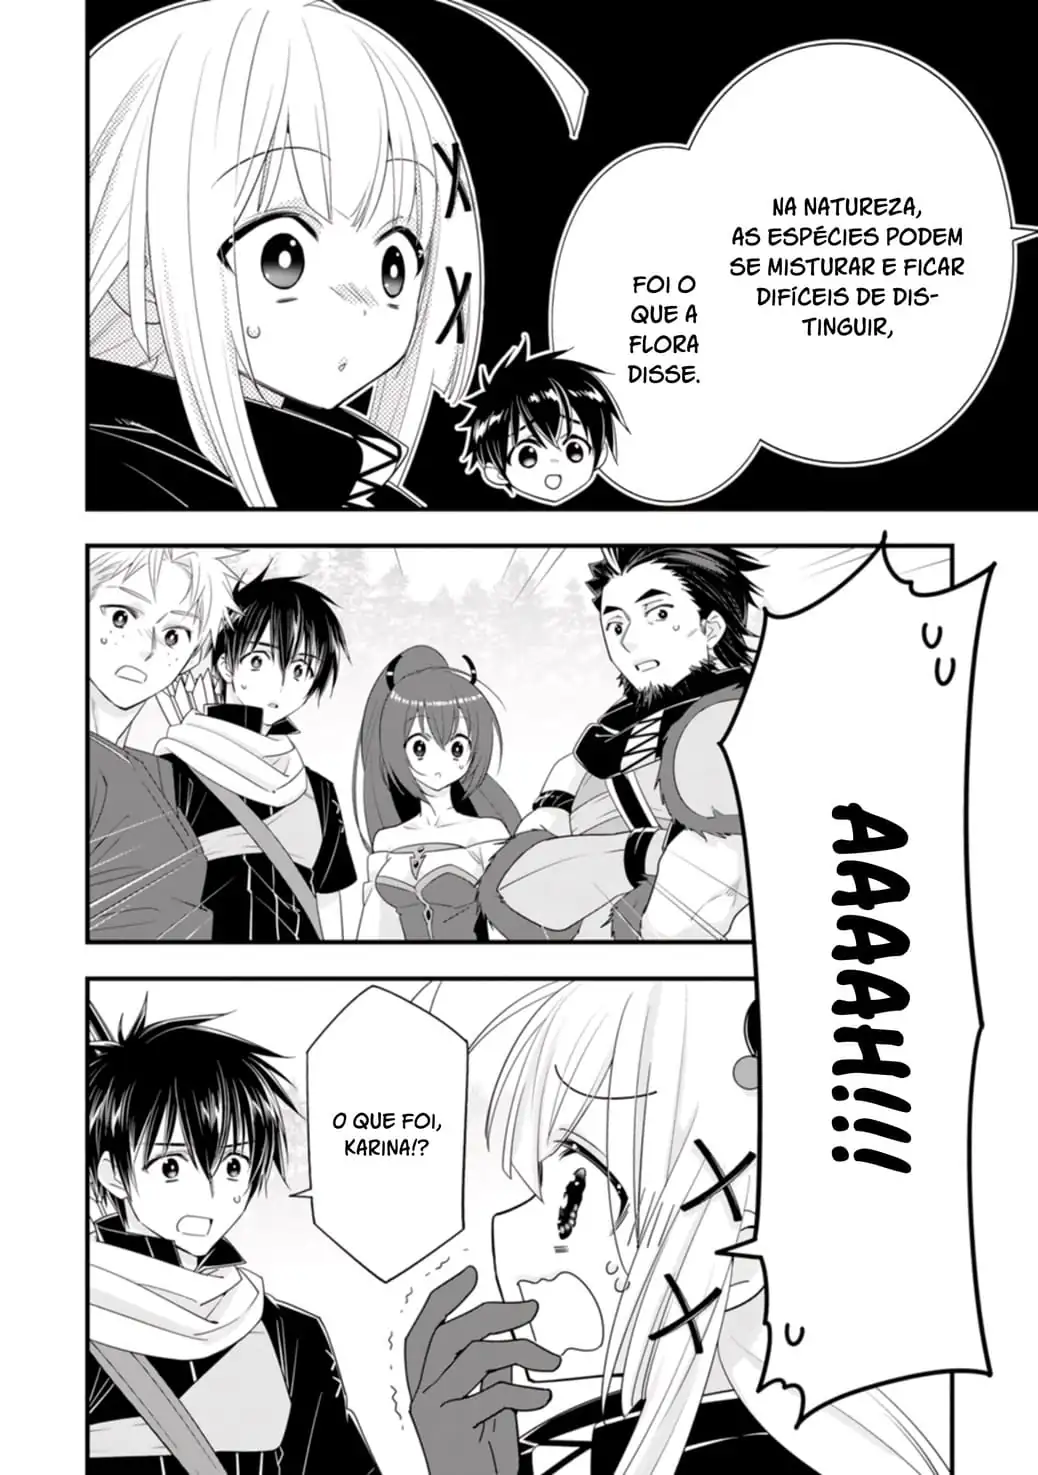 NA NATUREZA,
AS ESPÉCIES PODEM
SE MISTURAR E FICAR
DIFÍCEIS DE DIS-
TINGUIR,
FOI O
QUE A
FLORA
DISSE.
AAAAAH!!!
O QUE FOI,
KARINA!?